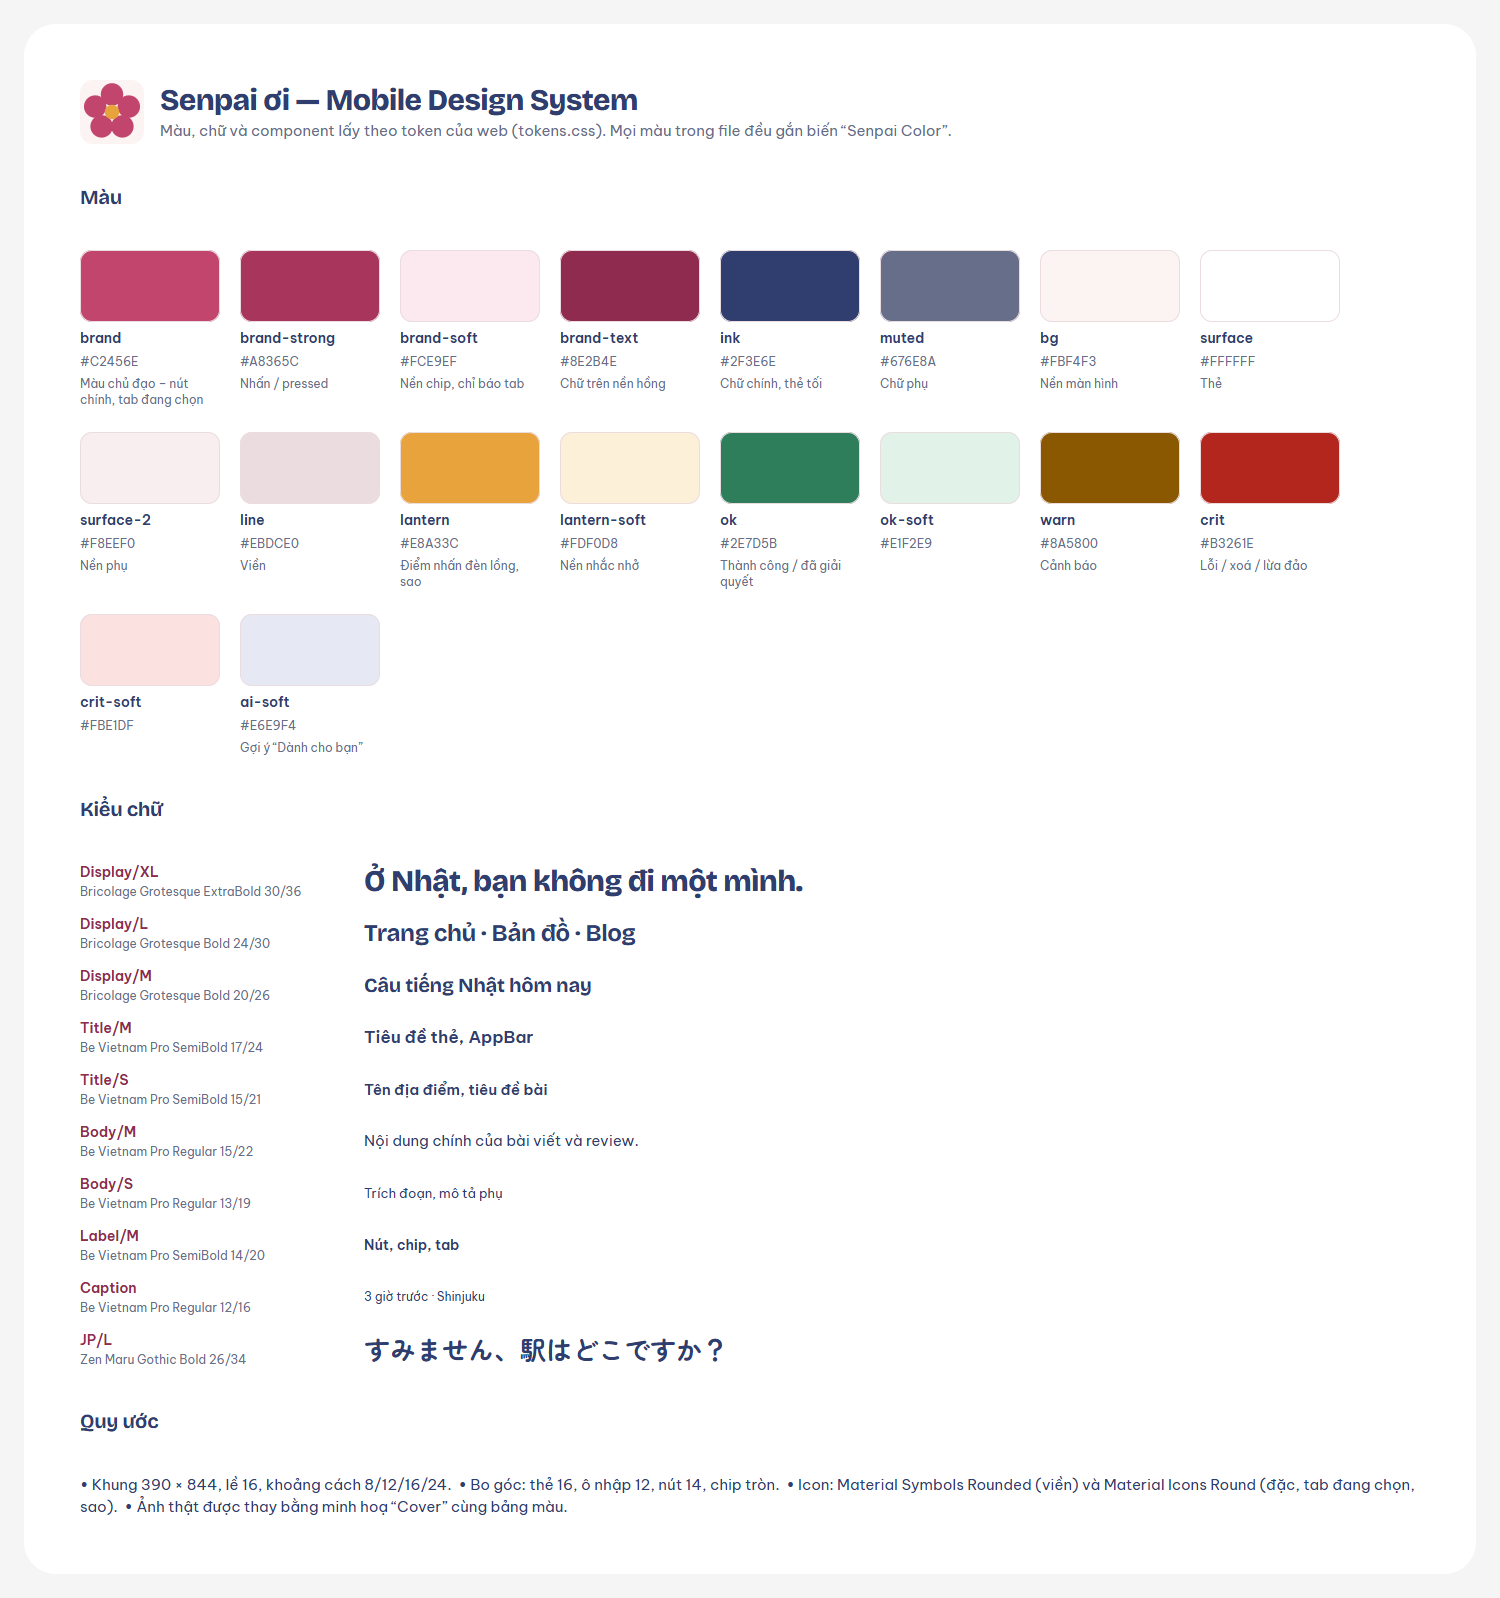 Senpai ơi — Mobile Design System
Màu, chữ và component lấy theo token của web (tokens.css). Mọi màu trong file đều gắn biến “Senpai Color”.
Màu
brand
#C2456E
Màu chủ đạo – nút
chính, tab đang chọn
brand-strong
#A8365C
Nhấn / pressed
brand-soft
#FCE9EF
Nền chip, chỉ báo tab
brand-text
#8E2B4E
Chữ trên nền hồng
ink
#2F3E6E
Chữ chính, thẻ tối
muted
#676E8A
Chữ phụ
bg
#FBF4F3
Nền màn hình
surface
#FFFFFF
Thẻ
surface-2
#F8EEF0
Nền phụ
line
#EBDCE0
Viền
lantern
#E8A33C
Điểm nhấn đèn lồng,
sao
lantern-soft
#FDF0D8
Nền nhắc nhở
ok
#2E7D5B
Thành công / đã giải
quyết
ok-soft
#E1F2E9
warn
#8A5800
Cảnh báo
crit
#B3261E
Lỗi / xoá / lừa đảo
crit-soft
#FBE1DF
ai-soft
#E6E9F4
Gợi ý “Dành cho bạn”
Kiểu chữ
Display/XL
Bricolage Grotesque ExtraBold 30/36
Ở Nhật, bạn không đi một mình.
Display/L
Bricolage Grotesque Bold 24/30
Trang chủ · Bản đồ · Blog
Display/M
Bricolage Grotesque Bold 20/26
Câu tiếng Nhật hôm nay
Title/M
Be Vietnam Pro SemiBold 17/24
Tiêu đề thẻ, AppBar
Title/S
Be Vietnam Pro SemiBold 15/21
Tên địa điểm, tiêu đề bài
Body/M
Be Vietnam Pro Regular 15/22
Nội dung chính của bài viết và review.
Body/S
Be Vietnam Pro Regular 13/19
Trích đoạn, mô tả phụ
Label/M
Be Vietnam Pro SemiBold 14/20
Nút, chip, tab
Caption
Be Vietnam Pro Regular 12/16
3 giờ trước · Shinjuku
JP/L
Zen Maru Gothic Bold 26/34
すみません、駅はどこですか？
Quy ước
• Khung 390 × 844, lề 16, khoảng cách 8/12/16/24.  • Bo góc: thẻ 16, ô nhập 12, nút 14, chip tròn.  • Icon: Material Symbols Rounded (viền) và Material Icons Round (đặc, tab đang chọn,
sao).  • Ảnh thật được thay bằng minh hoạ “Cover” cùng bảng màu.